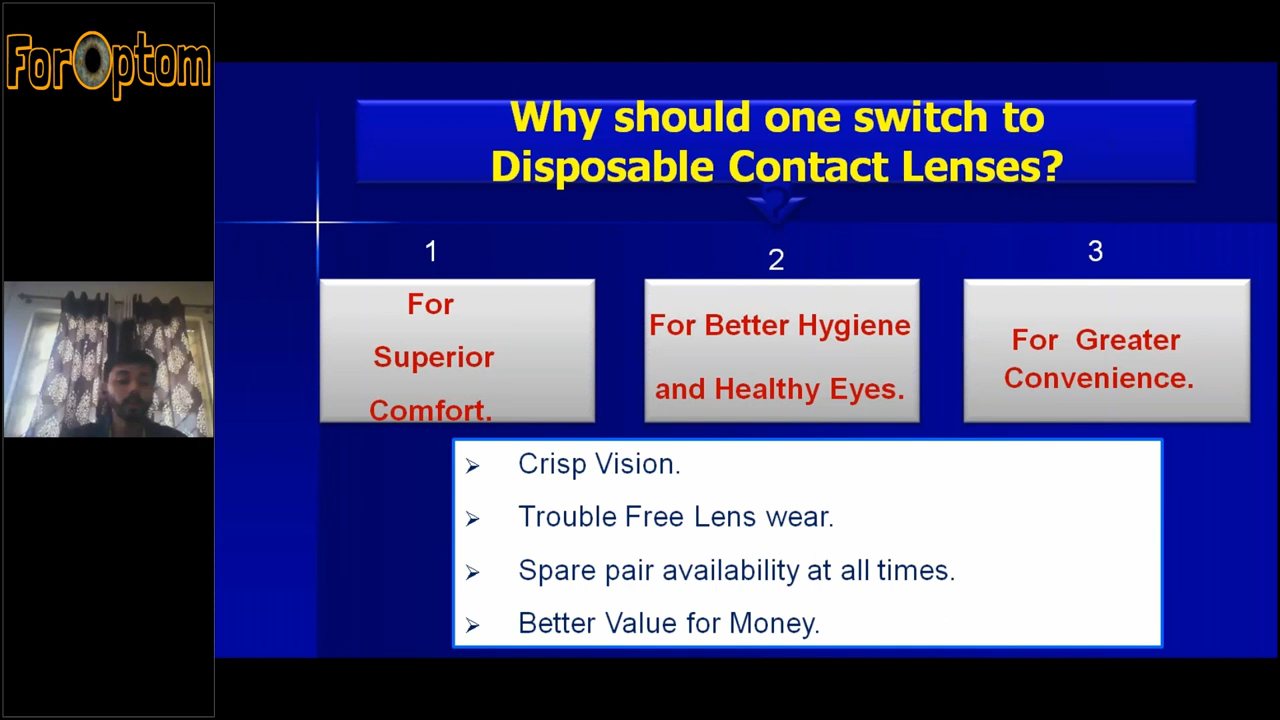 ForOptom
Why should one switch to
Disposable Contact Lenses?
?
1
2
3
For
Superior
Comfort.
For Better Hygiene
and Healthy Eyes.
For Greater
Convenience.
Crisp Vision.
Trouble Free Lens wear.
Spare pair availability at all times.
Better Value for Money.